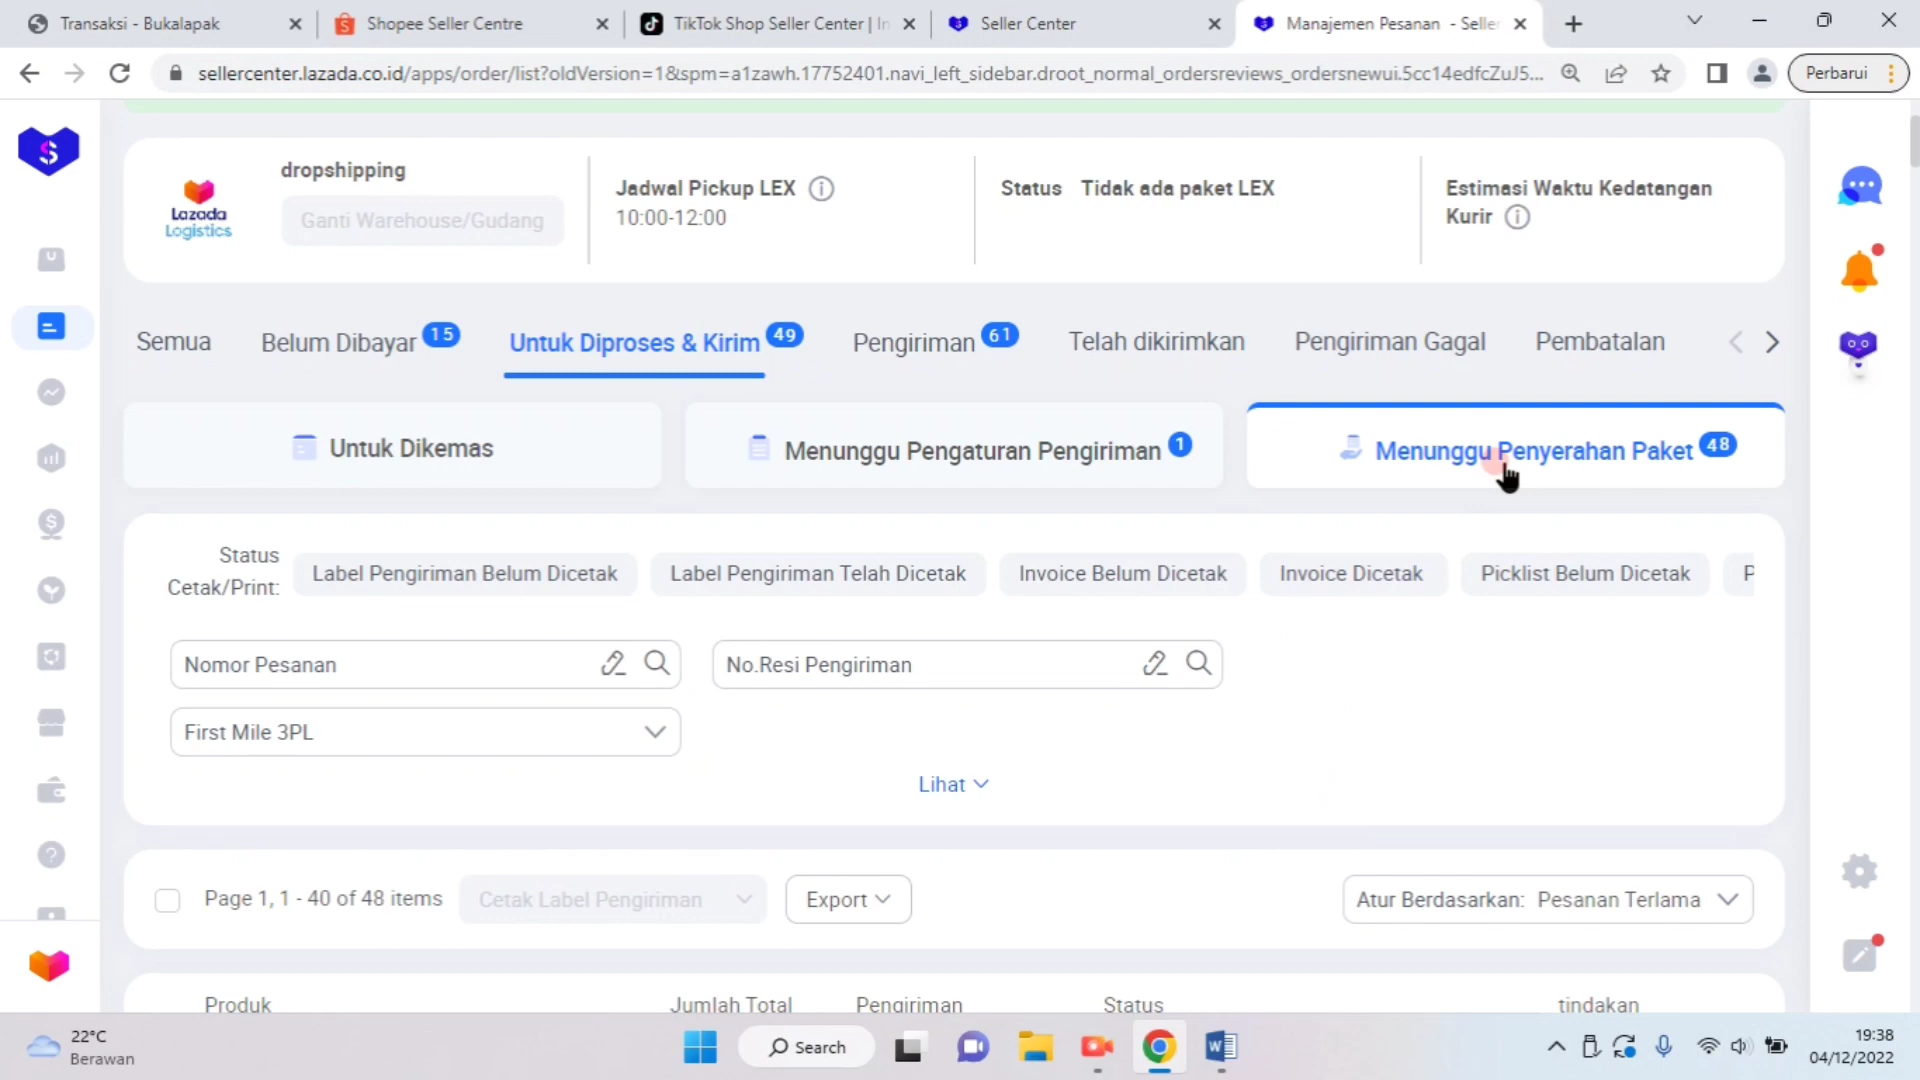 Transaksi - Bukalapak
Shopee Seller Centre
TikTok Shop Seller Center | In
Seller Center
Manajemen Pesanan - Seller
sellercenter.lazada.co.id/apps/order/list?oldVersion=1&spm=a1zawh.17752401.navi_left_sidebar.droot_normal_ordersreviews_ordersnewui.5cc14edfcZuJ5...
Perbarui
Lazada
Logistics
dropshipping
Ganti Warehouse/Gudang
Jadwal Pickup LEX
10:00-12:00
Status Tidak ada paket LEX
Estimasi Waktu Kedatangan
Kurir
Semua
Belum Dibayar 15
Untuk Diproses & Kirim 49
Pengiriman 61
Telah dikirimkan
Pengiriman Gagal
Pembatalan
Untuk Dikemas
Menunggu Pengaturan Pengiriman 1
Menunggu Penyerahan Paket 48
Status
Cetak/Print:
Label Pengiriman Belum Dicetak
Label Pengiriman Telah Dicetak
Invoice Belum Dicetak
Invoice Dicetak
Picklist Belum Dicetak
P
Nomor Pesanan
No.Resi Pengiriman
First Mile 3PL
Lihat
Page 1, 1 - 40 of 48 items
Cetak Label Pengiriman
Export
Atur Berdasarkan: Pesanan Terlama
Produk
Jumlah Total
Pengiriman
Status
tindakan
22°C
Berawan
Search
19:38
04/12/2022